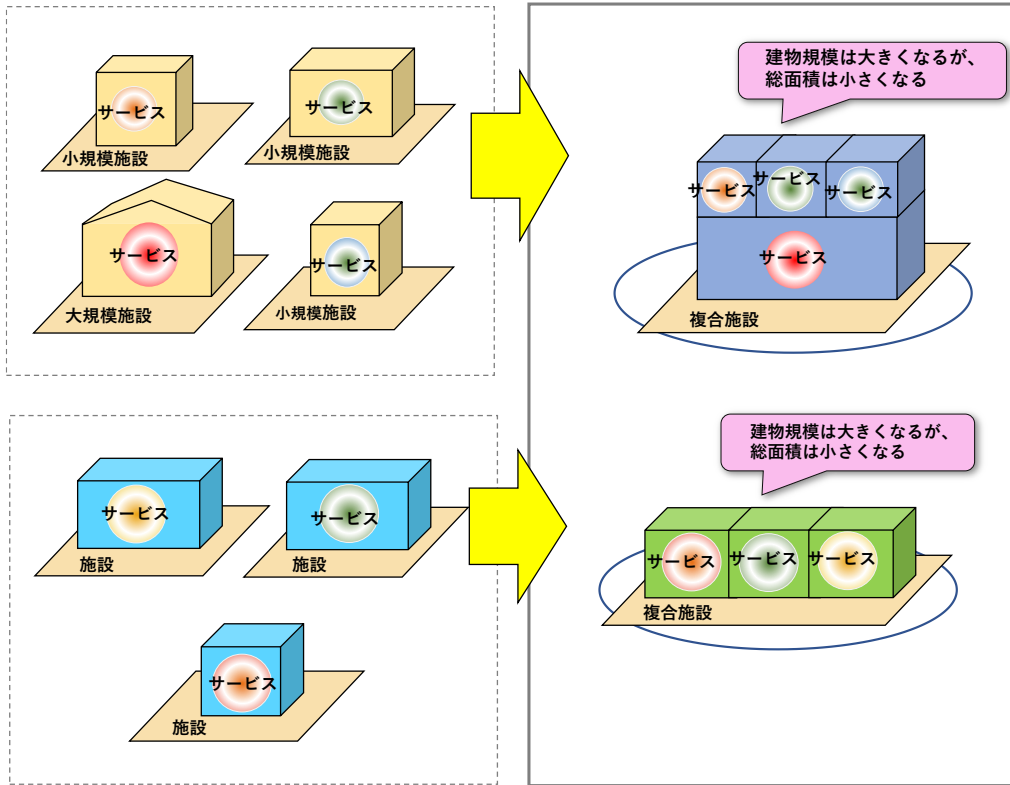 サービス
小規模施設
サービス
小規模施設
サービス
大規模施設
サービス
小規模施設
建物規模は大きくなるが、
総面積は小さくなる
サービス
サービス
サービス
サービス
複合施設
サービス
施設
サービス
施設
サービス
施設
建物規模は大きくなるが、
総面積は小さくなる
サービス
サービス
サービス
複合施設